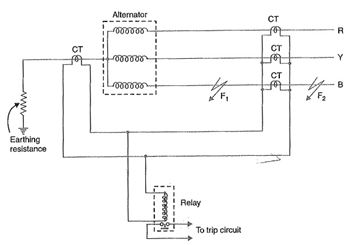 Alternator
CT
R
CT
CT
Y
CT
B
F1
F2
Earthing
resistance
Relay
To trip circuit